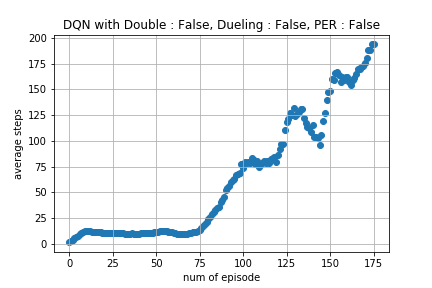 DQN with Double : False, Dueling : False, PER : False
200
175
150
125
100
75
50
25
0
average steps
0 25 50 75 100 125 150 175
num of episode